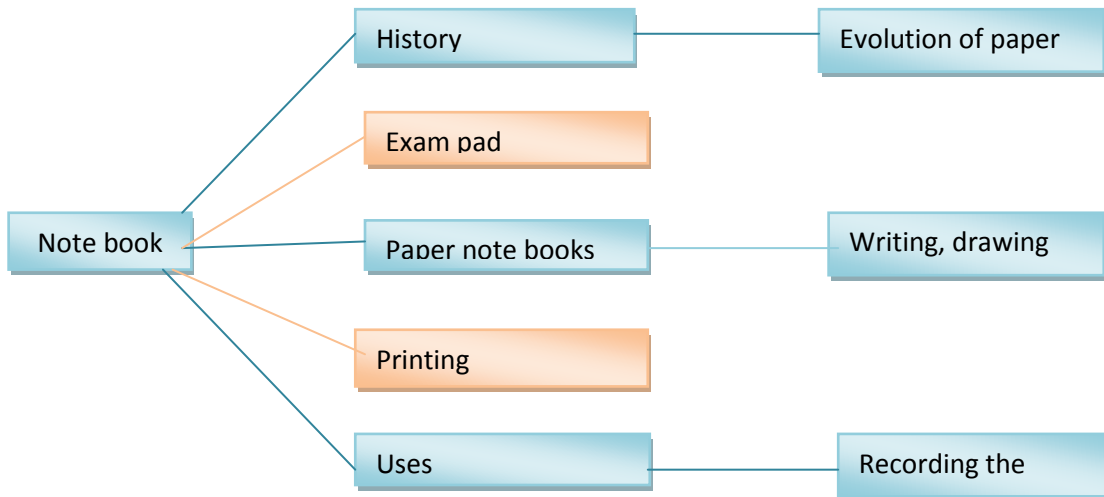 History
Evolution of paper
Exam pad
Note book
Paper note books
Writing, drawing
Printing
Uses
Recording the